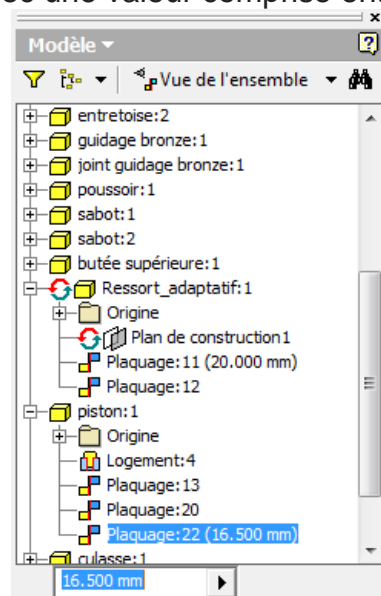 Modèle
Vue de l'ensemble
entretoise:2
guidage bronze:1
joint guidage bronze:1
poussoir:1
sabot:1
sabot:2
butée supérieure:1
Ressort_adaptatif:1
Origine
Plan de construction1
Plaquage:11 (20.000 mm)
Plaquage:12
piston:1
Origine
Logement:4
Plaquage:13
Plaquage:20
Plaquage:22 (16.500 mm)
culasse:1
16.500 mm